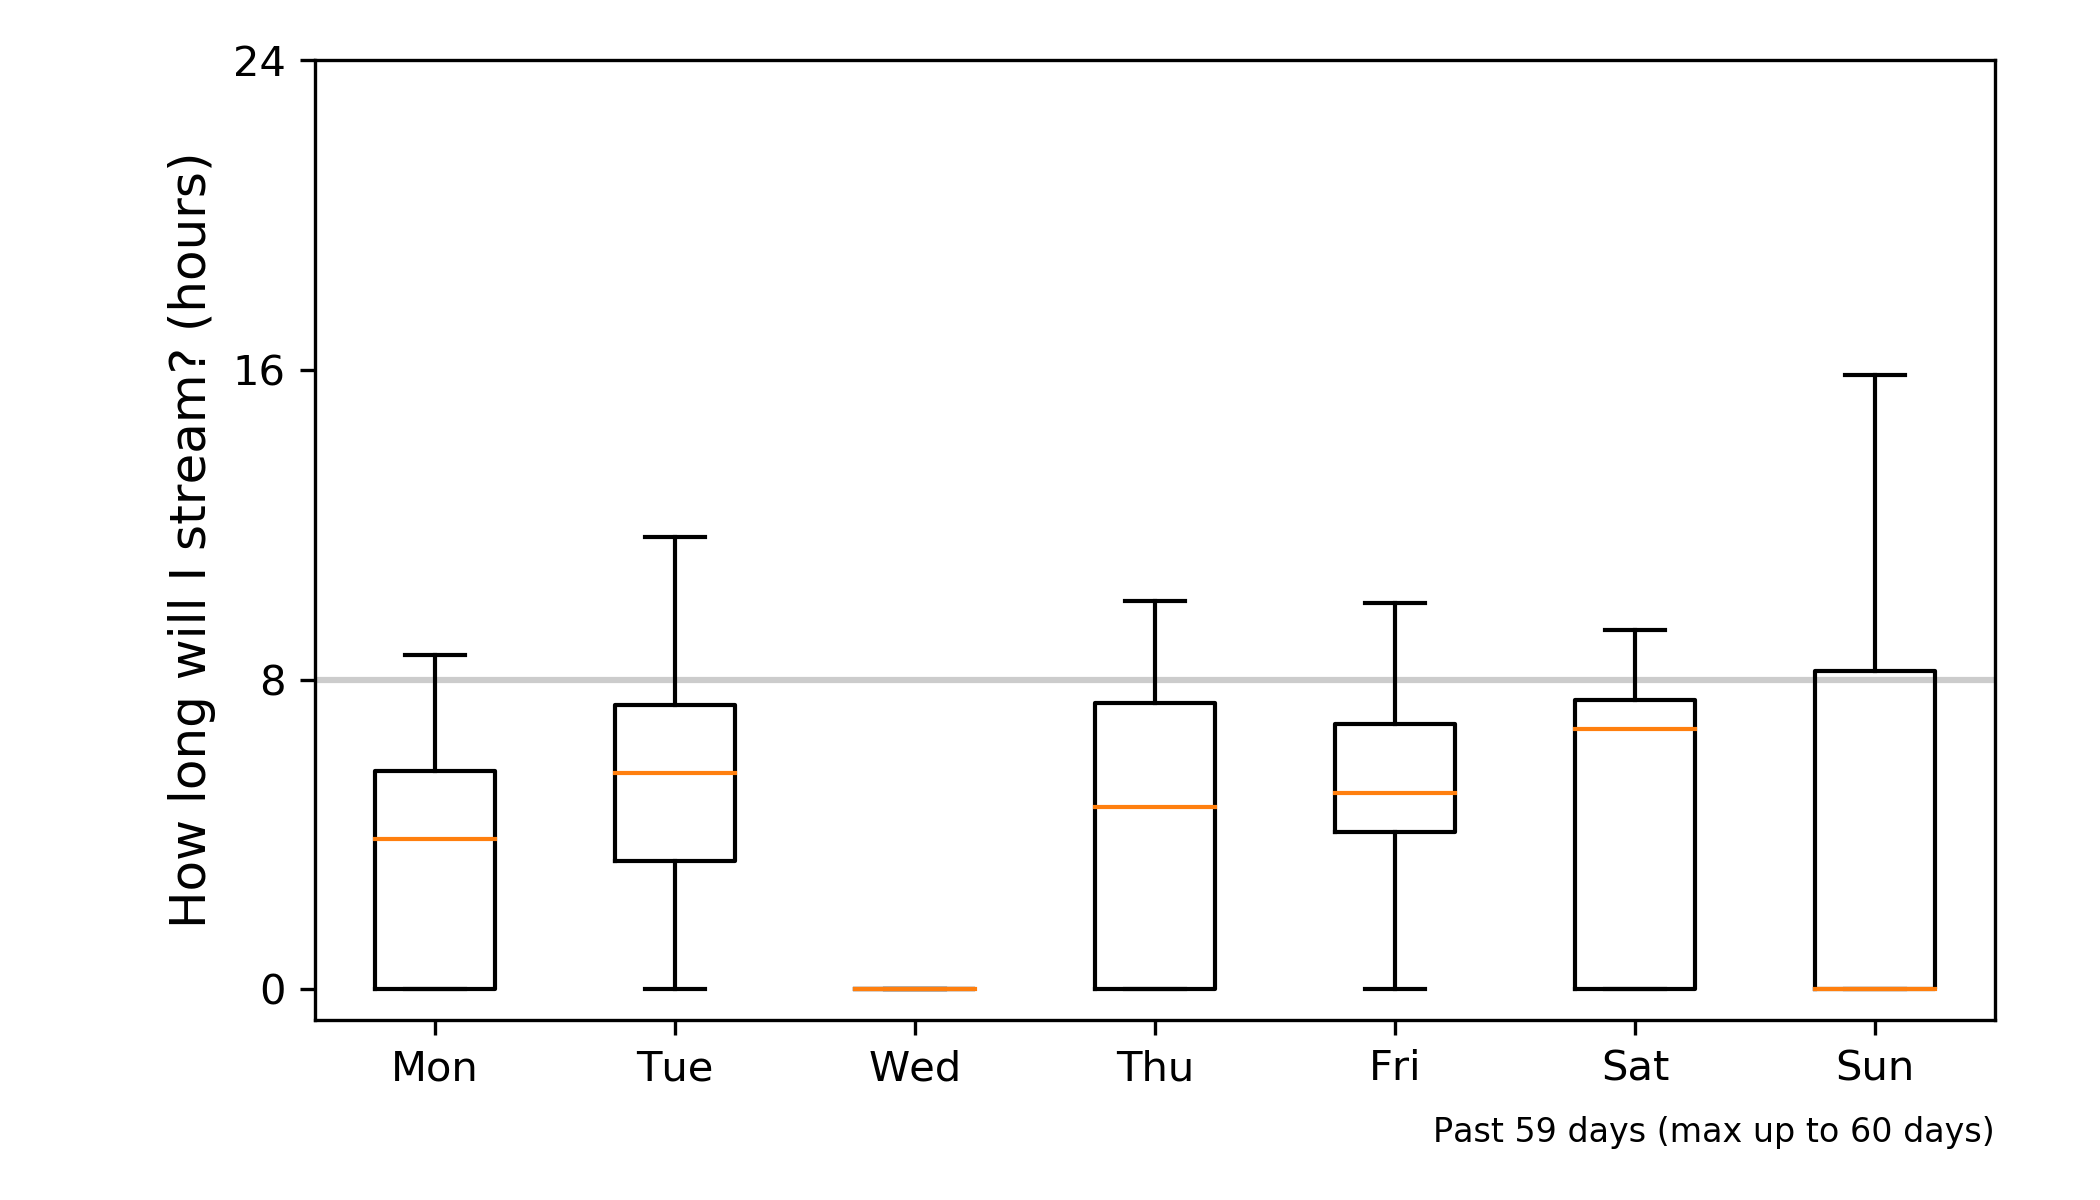 How long will I stream? (hours)
24
16
8
0
Mon Tue Wed Thu Fri Sat Sun
Past 59 days (max up to 60 days)